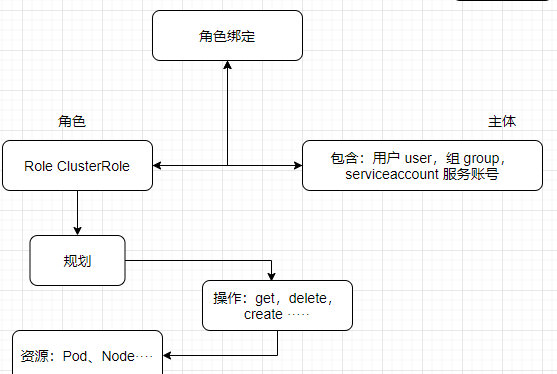 角色绑定
角色
主体
Role ClusterRole
包含：用户 user，组 group，
serviceaccount 服务账号
规划
操作：get，delete，
create ·····
资源：Pod、Node····